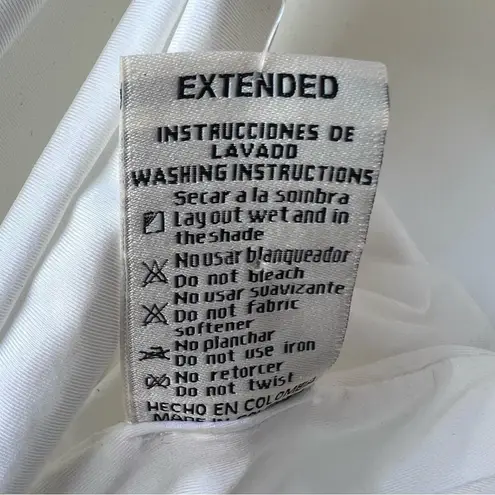 EXTENDED
INSTRUCCIONES DE
LAVADO
WASHING INSTRUCTIONS
Secar a la sombra
Lay out wet and in
the shade
No usar blanqueador
Do not bleach
No usar suavizante
Do not fabric
softener
No planchar
Do not use iron
No retorcer
Do not twist
HECHO EN COLOMBIA
MADE IN